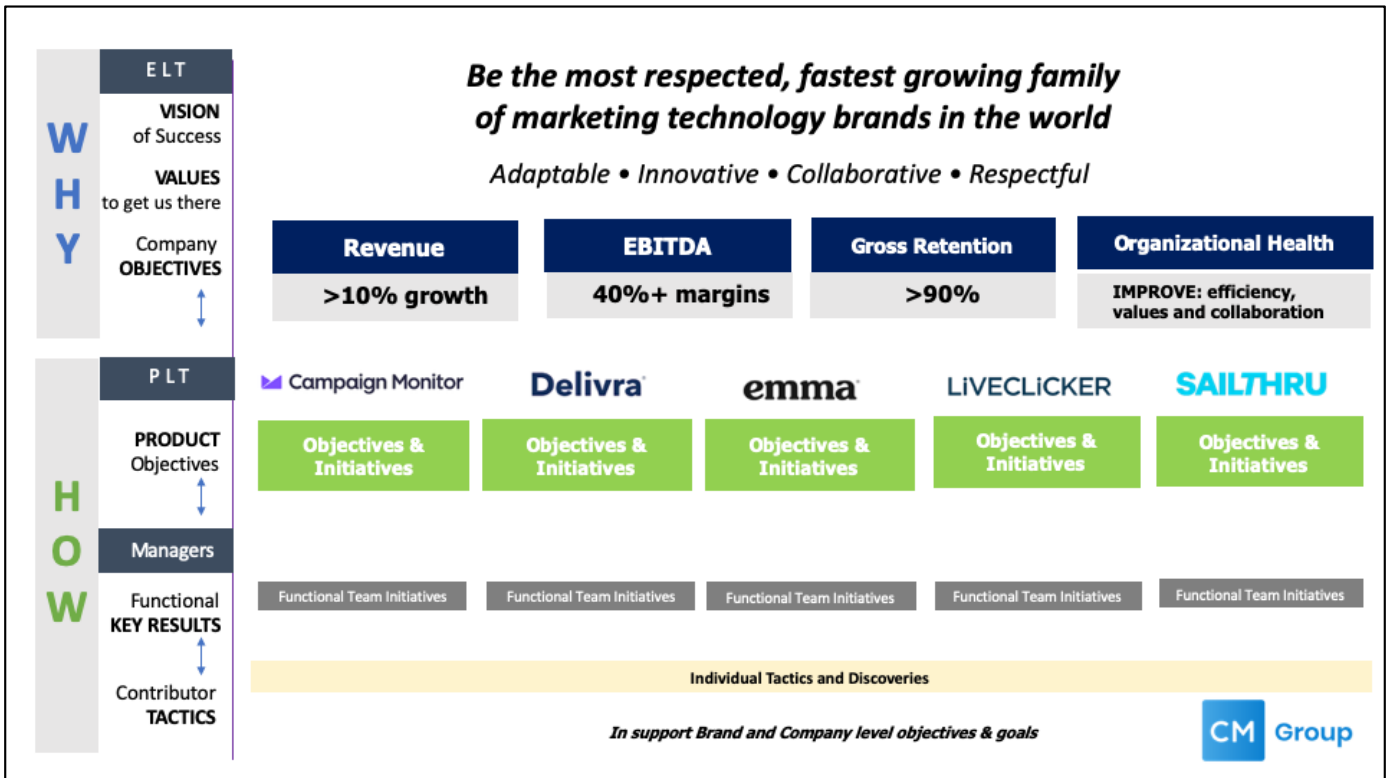 WHY
ELT
VISION
of Success
VALUES
to get us there
Company
OBJECTIVES
Be the most respected, fastest growing family
of marketing technology brands in the world
Adaptable • Innovative • Collaborative • Respectful
Revenue
>10% growth
EBITDA
40%+ margins
Gross Retention
>90%
Organizational Health
IMPROVE: efficiency,
values and collaboration
HOW
PLT
PRODUCT
Objectives
Campaign Monitor
Delivra
emma
LiVECLiCKER
SAILTHRU
Objectives &
Initiatives
Objectives &
Initiatives
Objectives &
Initiatives
Objectives &
Initiatives
Objectives &
Initiatives
Managers
Functional
KEY RESULTS
Functional Team Initiatives
Functional Team Initiatives
Functional Team Initiatives
Functional Team Initiatives
Functional Team Initiatives
Contributor
TACTICS
Individual Tactics and Discoveries
In support Brand and Company level objectives & goals
CM Group